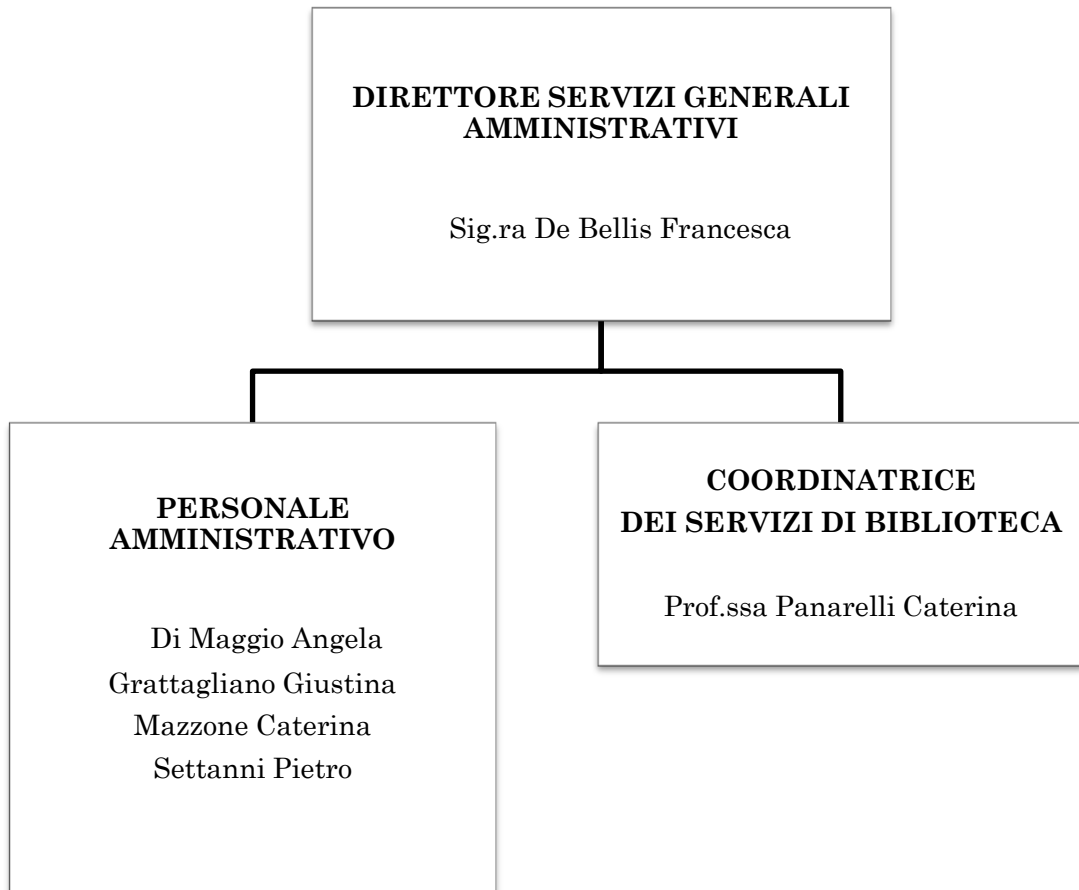 DIRETTORE SERVIZI GENERALI
AMMINISTRATIVI
Sig.ra De Bellis Francesca
PERSONALE
AMMINISTRATIVO
Di Maggio Angela
Grattagliano Giustina
Mazzone Caterina
Settanni Pietro
COORDINATRICE
DEI SERVIZI DI BIBLIOTECA
Prof.ssa Panarelli Caterina